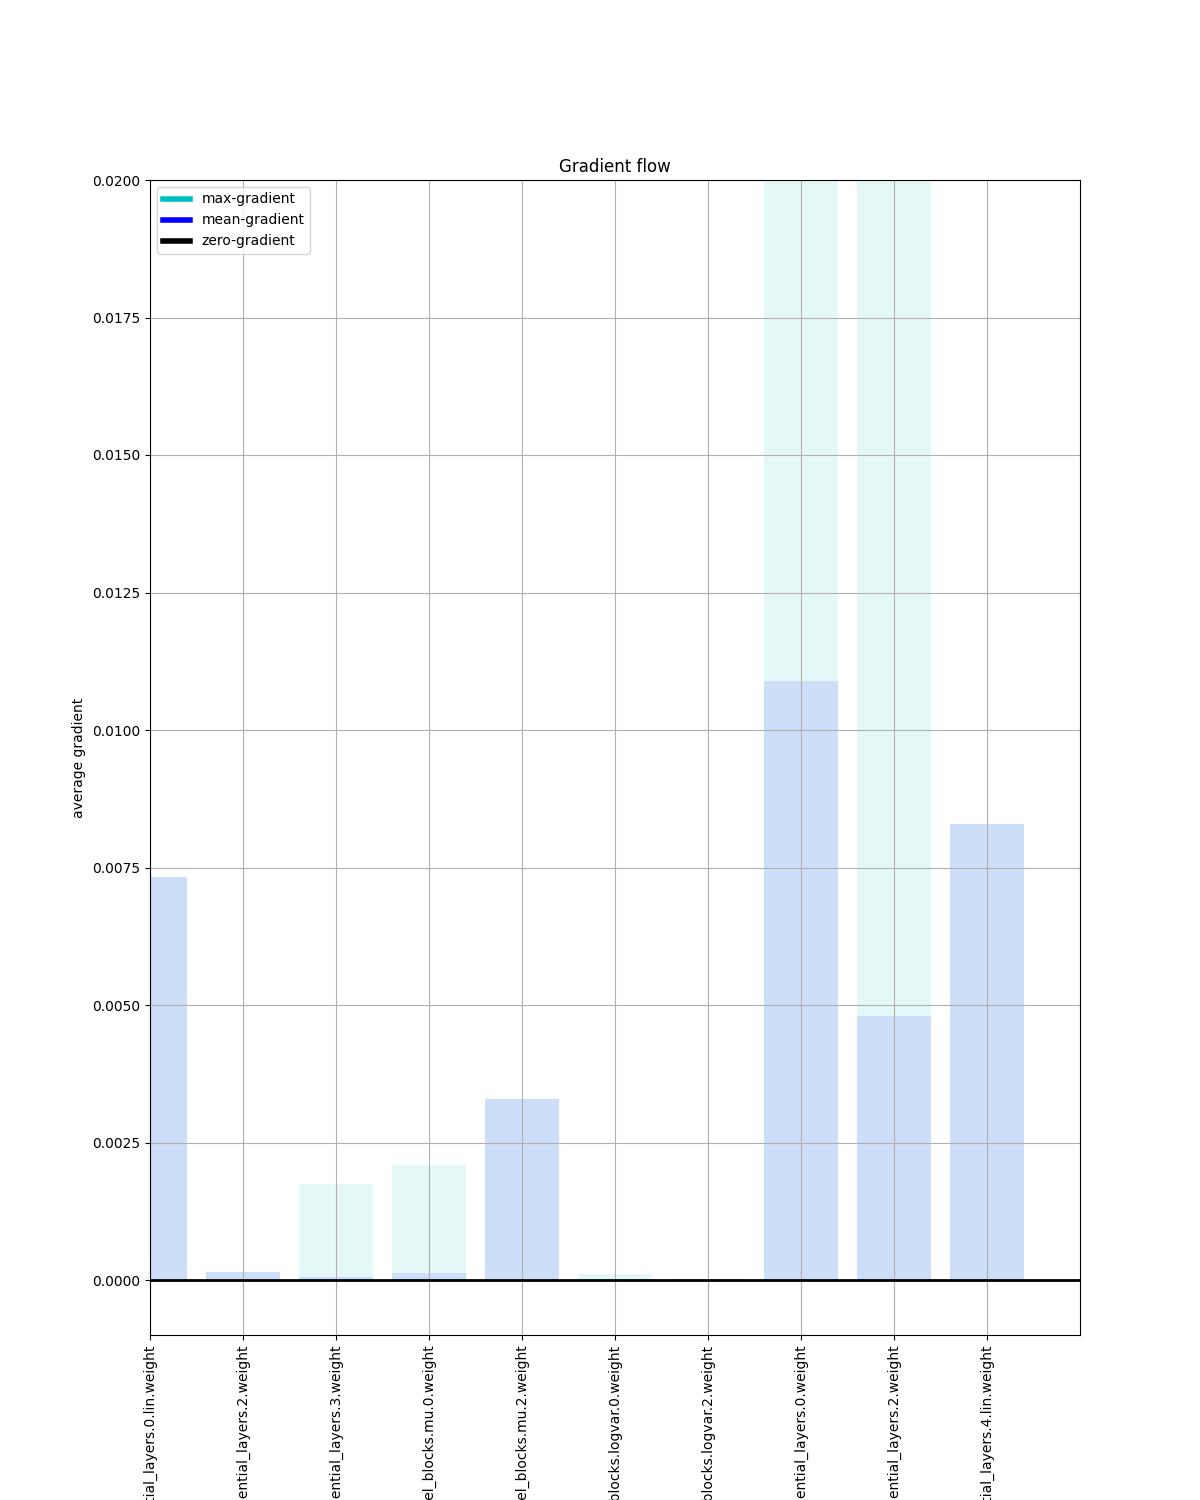 Gradient flow
max-gradient
mean-gradient
zero-gradient
0.0200
0.0175
0.0150
0.0125
0.0100
0.0075
0.0050
0.0025
0.0000
average gradient
tial_layers.0.lin.weight
ential_layers.2.weight
ential_layers.3.weight
el_blocks.mu.0.weight
el_blocks.mu.2.weight
blocks.logvar.0.weight
blocks.logvar.2.weight
ential_layers.0.weight
ential_layers.2.weight
tial_layers.4.lin.weight